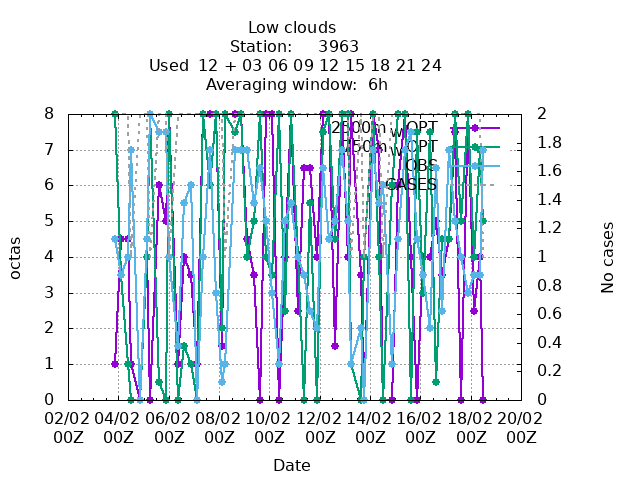 Low clouds
Station: 3963
Used 12 + 03 06 09 12 15 18 21 24
Averaging window: 6h
8 2
7 1.8
6 1.6
5 1.4
4 1.2
3 1
2 0.8
1 0.6
0 0.4
0.2
0
2500m_wOPT
750m_wOPT
OBS
CASES
octas
No cases
02/02 04/02 06/02 08/02 10/02 12/02 14/02 16/02 18/02 20/02
00Z 00Z 00Z 00Z 00Z 00Z 00Z 00Z 00Z 00Z
Date